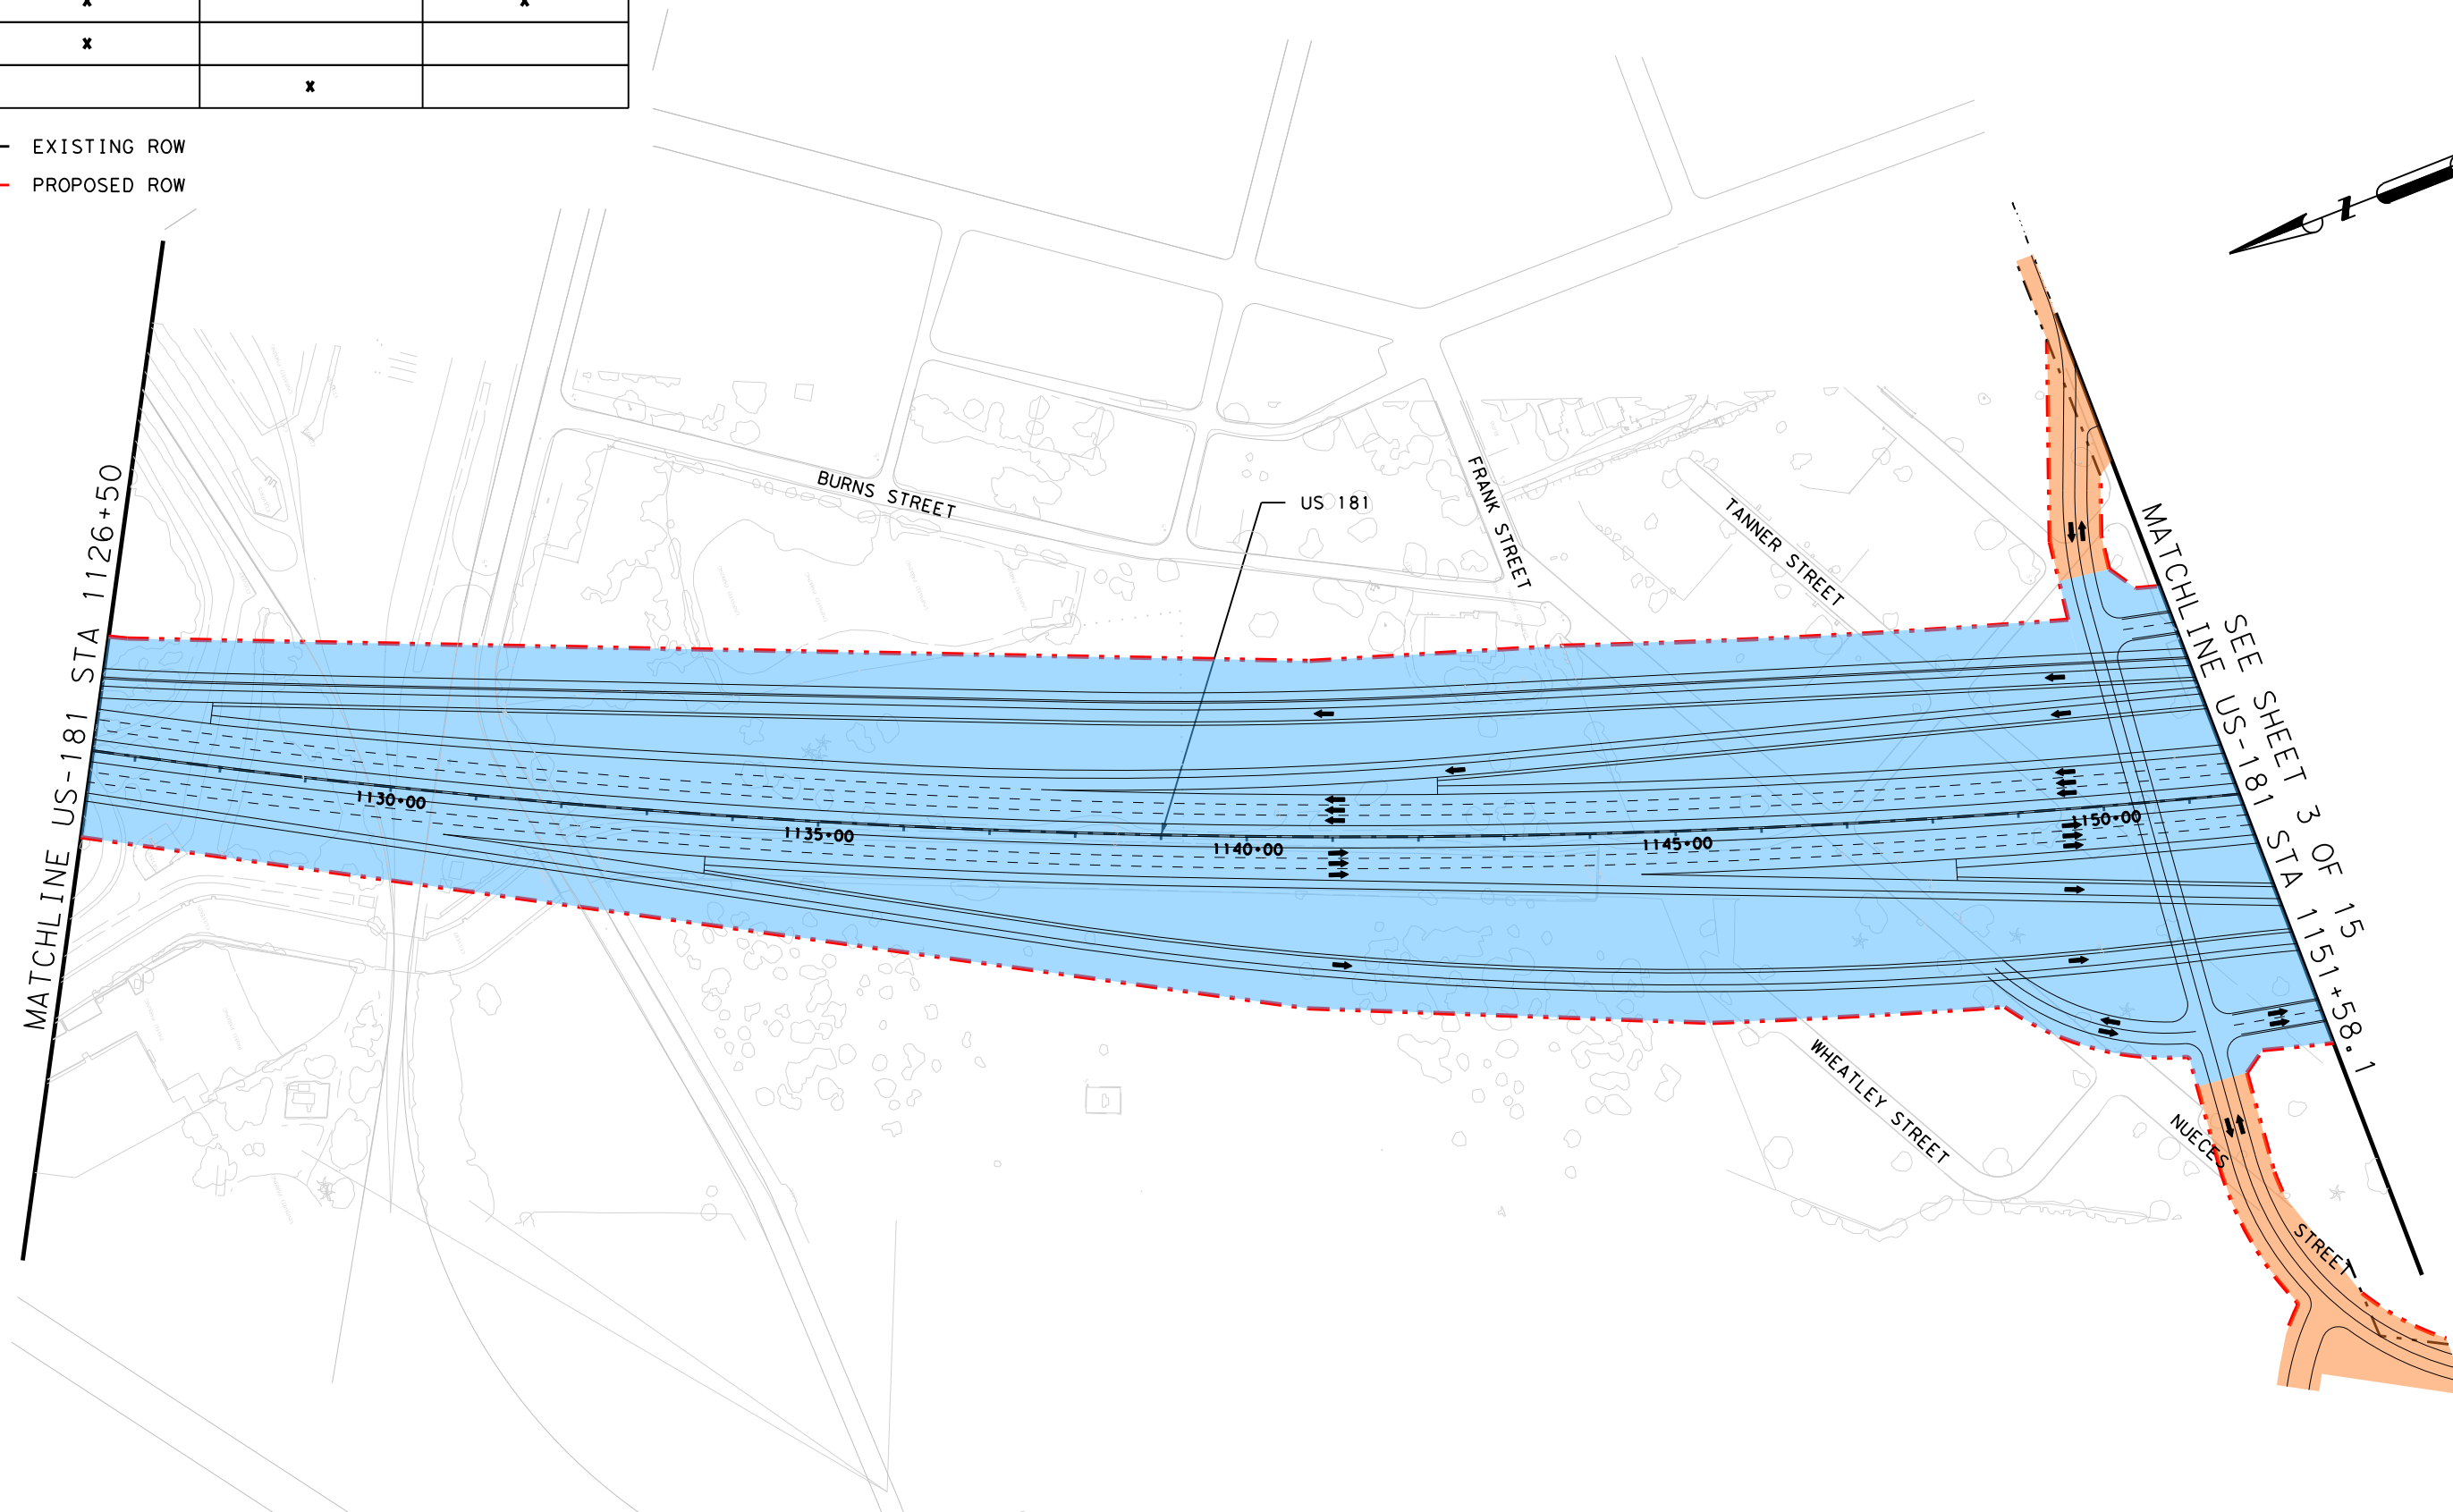 x x
x
x
EXISTING ROW
PROPOSED ROW
Z
MATCHLINE US-181 STA 1126+50
BURNS STREET
US 181
FRANK STREET
TANNER STREET
MATCHLINE US-181 STA 1151+58.1
SEE SHEET 3 OF 15
1130+00
1135+00
1140+00
1145+00
1150+00
WHEATLEY STREET
NUECES
STREET